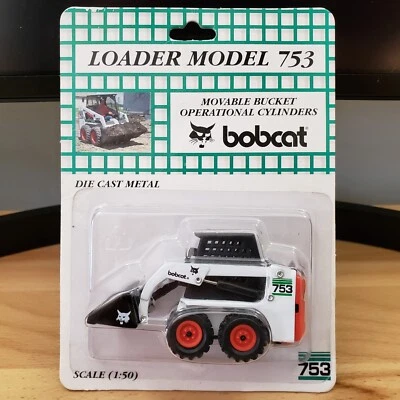 LOADER MODEL 753
MOVABLE BUCKET
OPERATIONAL CYLINDERS
bobcat
DIE CAST METAL
bobcat
753
SCALE (1:50)
753